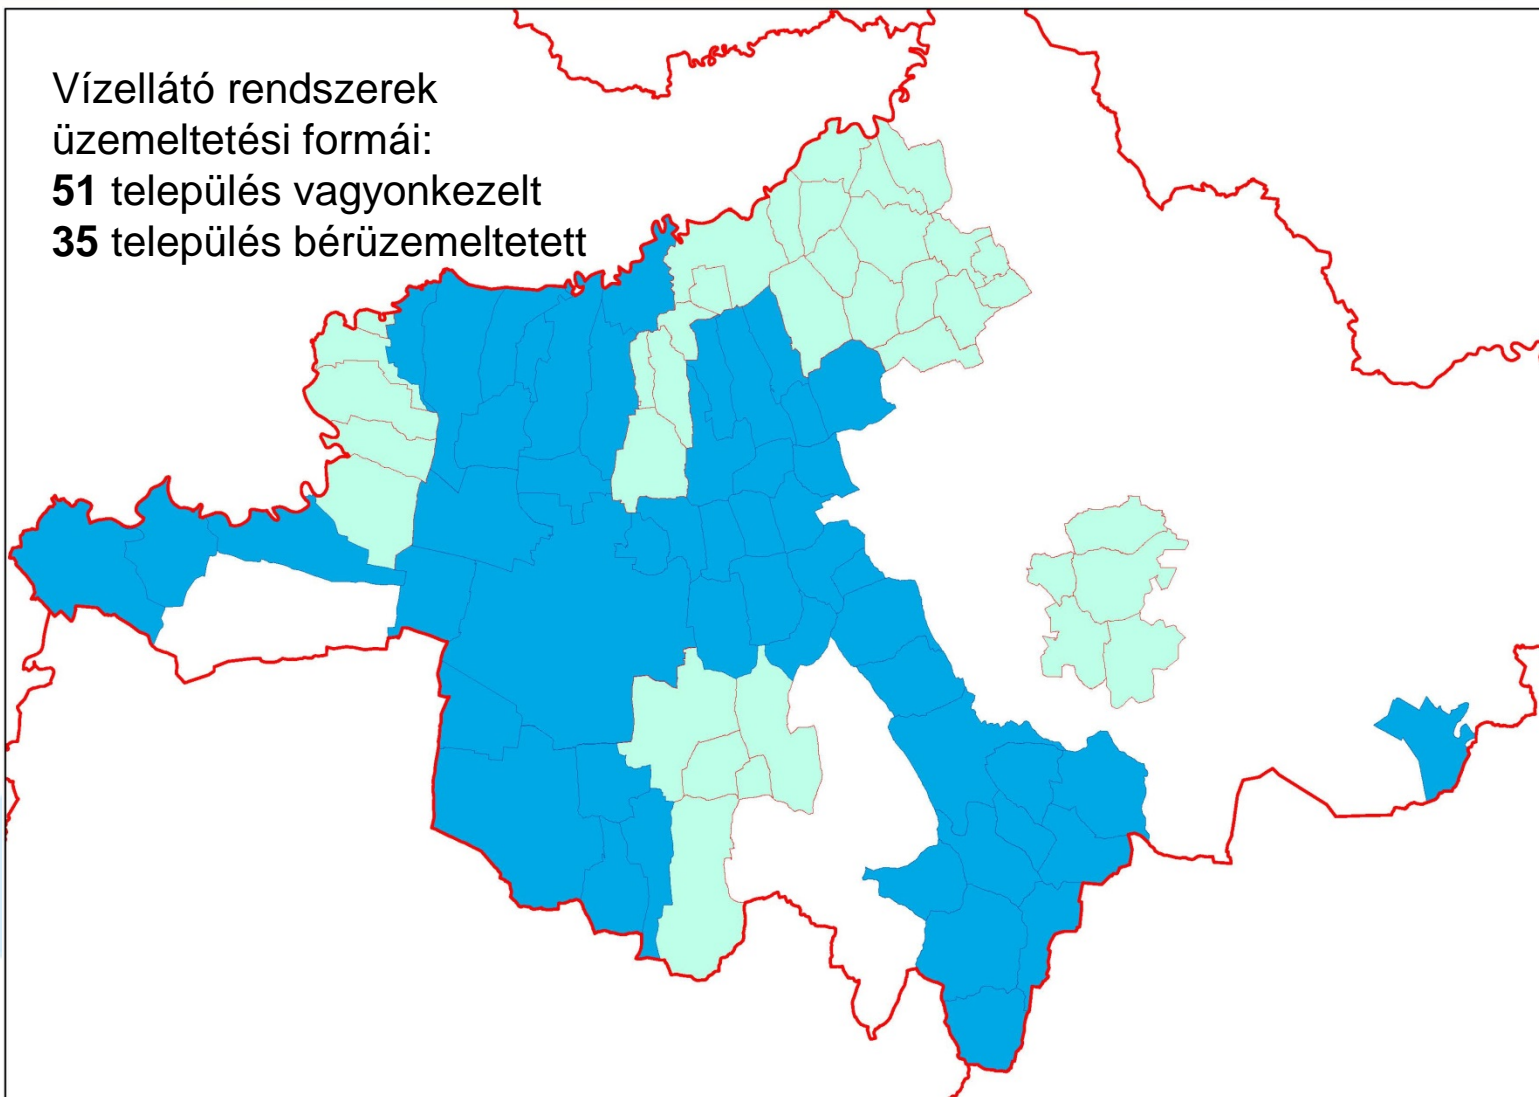 Vízellátó rendszerek
üzemeltetési formái:
51 település vagyonkezelt
35 település bérüzemeltetett